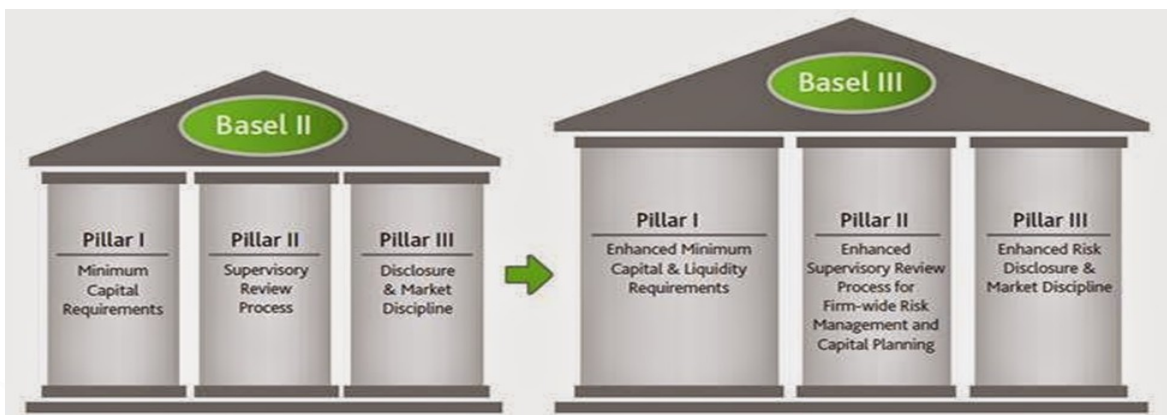 Basel II
Pillar I
Minimum
Capital
Requirements
Pillar II
Supervisory
Review
Process
Pillar III
Disclosure
& Market
Discipline
Basel III
Pillar I
Enhanced Minimum
Capital & Liquidity
Requirements
Pillar II
Enhanced
Supervisory Review
Process for
Firm-wide Risk
Management and
Capital Planning
Pillar III
Enhanced Risk
Disclosure &
Market Discipline